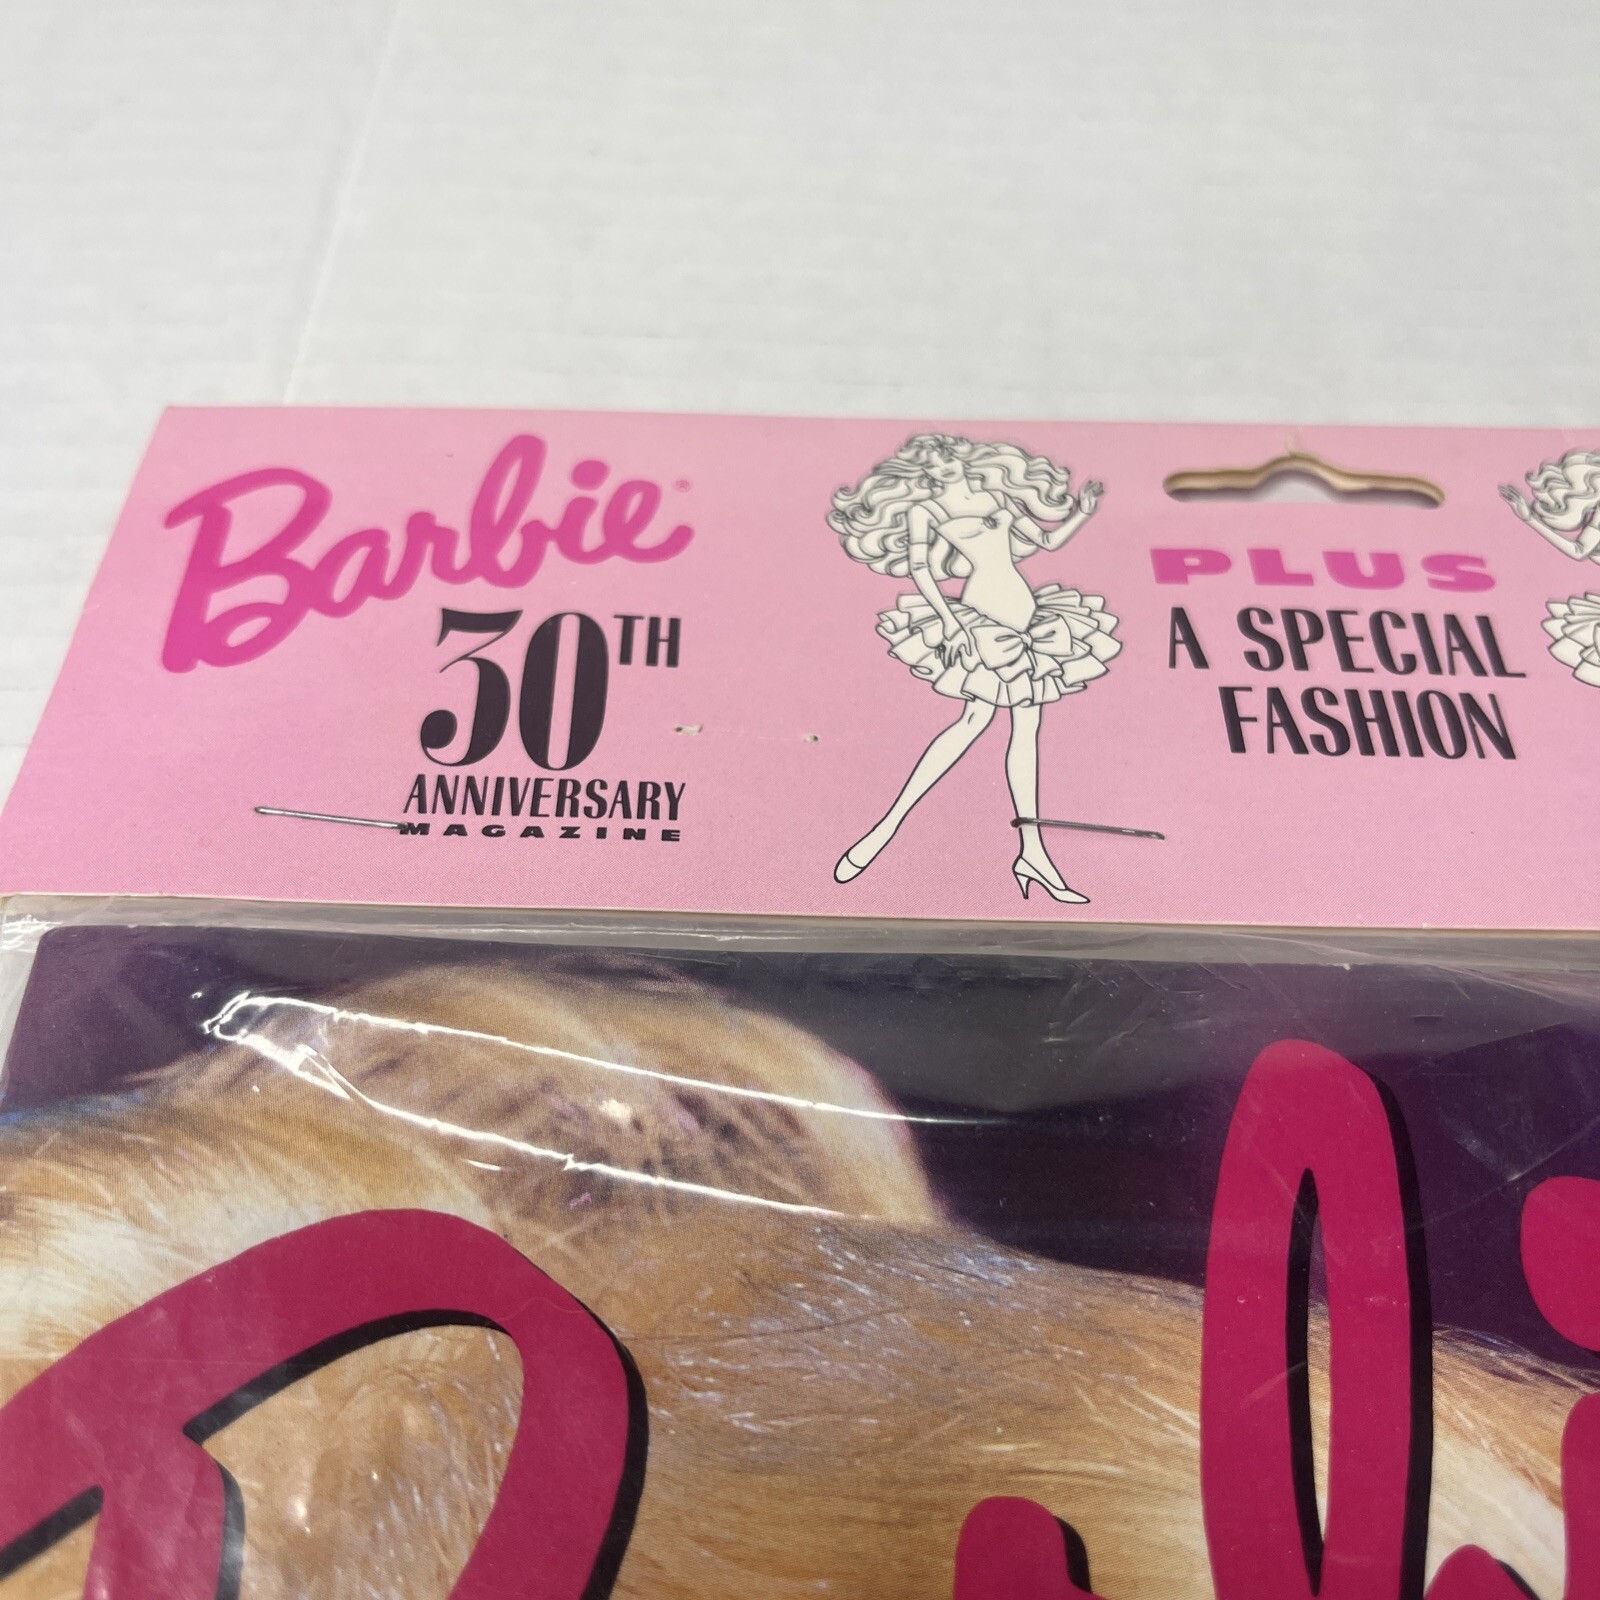 Barbie
30TH
ANNIVERSARY
MAGAZINE
PLUS
A SPECIAL
FASHION